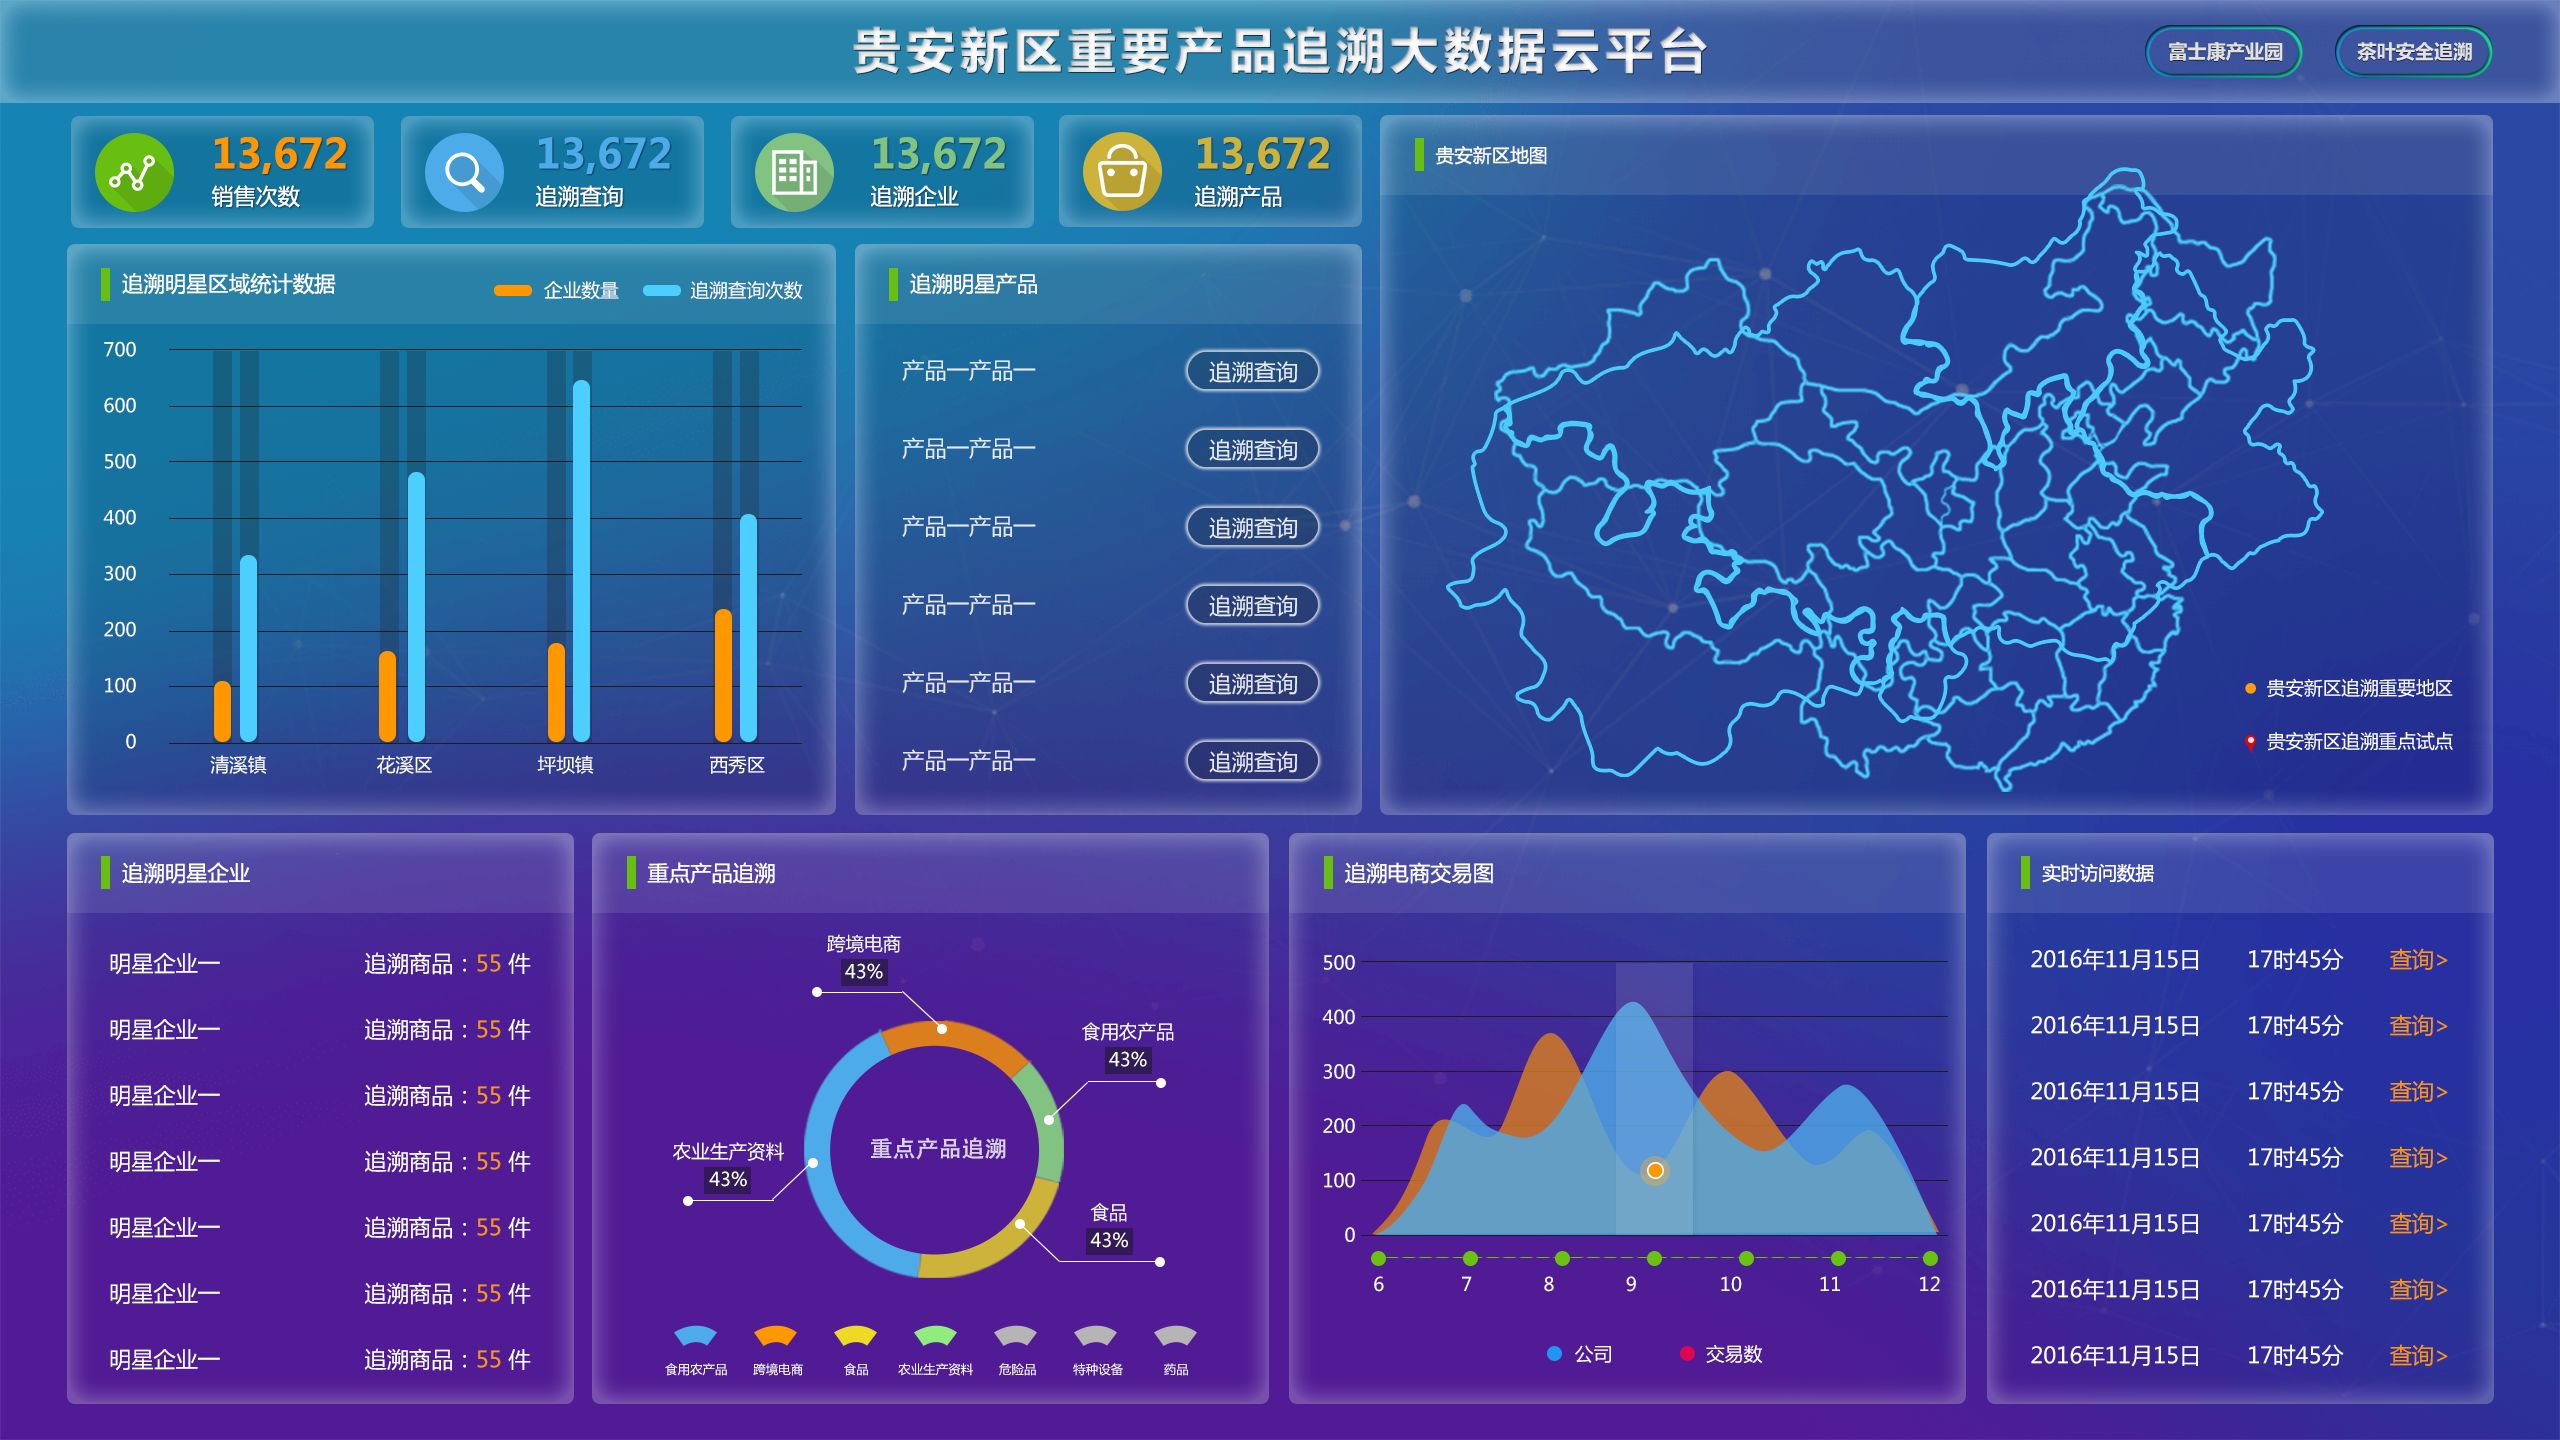 贵安新区重要产品追溯大数据云平台
富士康产业园
茶叶安全追溯
13,672
销售次数
13,672
追溯查询
13,672
追溯企业
13,672
追溯产品
贵安新区地图
贵安新区追溯重要地区
贵安新区追溯重点试点
追溯明星区域统计数据
企业数量
追溯查询次数
700
600
500
400
300
200
100
0
清溪镇
花溪区
坪坝镇
西秀区
追溯明星产品
产品一产品一 追溯查询
产品一产品一 追溯查询
产品一产品一 追溯查询
产品一产品一 追溯查询
产品一产品一 追溯查询
产品一产品一 追溯查询
追溯明星企业
明星企业一 追溯商品：55 件
明星企业一 追溯商品：55 件
明星企业一 追溯商品：55 件
明星企业一 追溯商品：55 件
明星企业一 追溯商品：55 件
明星企业一 追溯商品：55 件
明星企业一 追溯商品：55 件
重点产品追溯
跨境电商
43%
食用农产品
43%
农业生产资料
43%
重点产品追溯
食品
43%
食用农产品
跨境电商
食品
农业生产资料
危险品
特种设备
药品
追溯电商交易图
500
400
300
200
100
0
6 7 8 9 10 11 12
公司
交易数
实时访问数据
2016年11月15日 17时45分 查询>
2016年11月15日 17时45分 查询>
2016年11月15日 17时45分 查询>
2016年11月15日 17时45分 查询>
2016年11月15日 17时45分 查询>
2016年11月15日 17时45分 查询>
2016年11月15日 17时45分 查询>